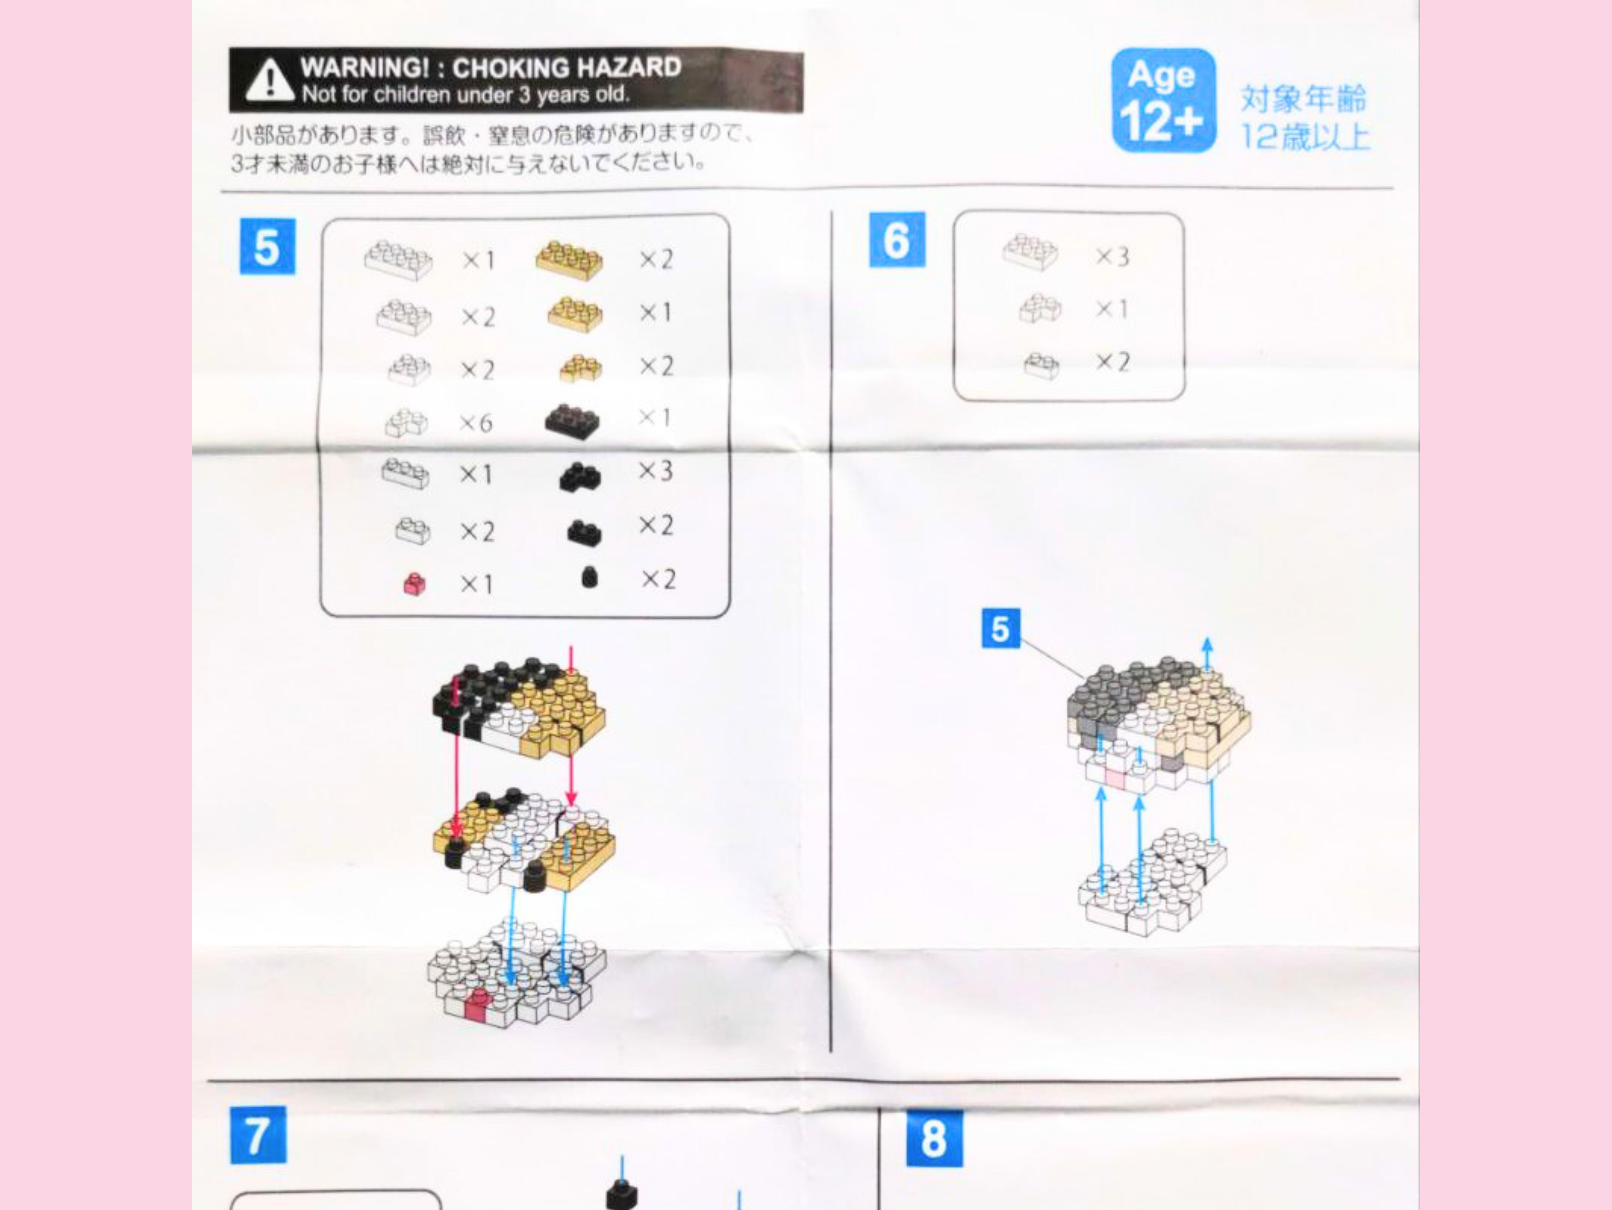 WARNING! : CHOKING HAZARD
Not for children under 3 years old.
小部品があります。誤飲・窒息の危険がありますので、
3才未満のお子様へは絶対に与えないでください。
Age
12+
対象年齢
12歳以上
5
×1 ×2
×2 ×1
×2 ×2
×6 ×1
×1 ×3
×2 ×2
×1 ×2
6
×3
×1
×2
5
7
8